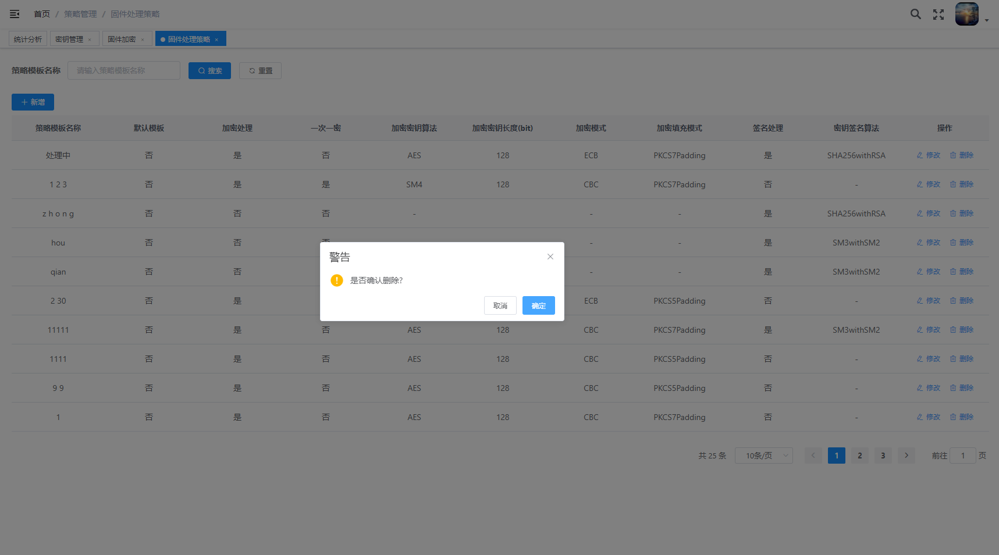 首页 / 策略管理 / 固件处理策略
统计分析 密钥管理 × 固件加密 × 固件处理策略 ×
策略模板名称 请输入策略模板名称 搜索 重置
新增
策略模板名称 默认模板 加密处理 一次一密 加密密钥算法 加密密钥长度(bit) 加密模式 加密填充模式 签名处理 密钥签名算法 操作
处理中 否 是 否 AES 128 ECB PKCS7Padding 是 SHA256withRSA 修改 删除
1 2 3 否 是 是 SM4 128 CBC PKCS7Padding 否 - 修改 删除
z h o n g 否 否 否 - - - 是 SHA256withRSA 修改 删除
hou 否 否 - - 是 SM3withSM2 修改 删除
qian 否 否 - - 是 SM3withSM2 修改 删除
2 30 否 是 ECB PKCS5Padding 否 - 修改 删除
警告
是否确认删除?
取消 确定
11111 否 是 否 AES 128 CBC PKCS7Padding 是 SM3withSM2 修改 删除
1111 否 是 否 AES 128 CBC PKCS5Padding 否 - 修改 删除
9 9 否 是 否 AES 128 CBC PKCS5Padding 否 - 修改 删除
1 否 是 否 AES 128 CBC PKCS7Padding 否 - 修改 删除
共 25 条 10条/页 1 2 3 前往 1 页